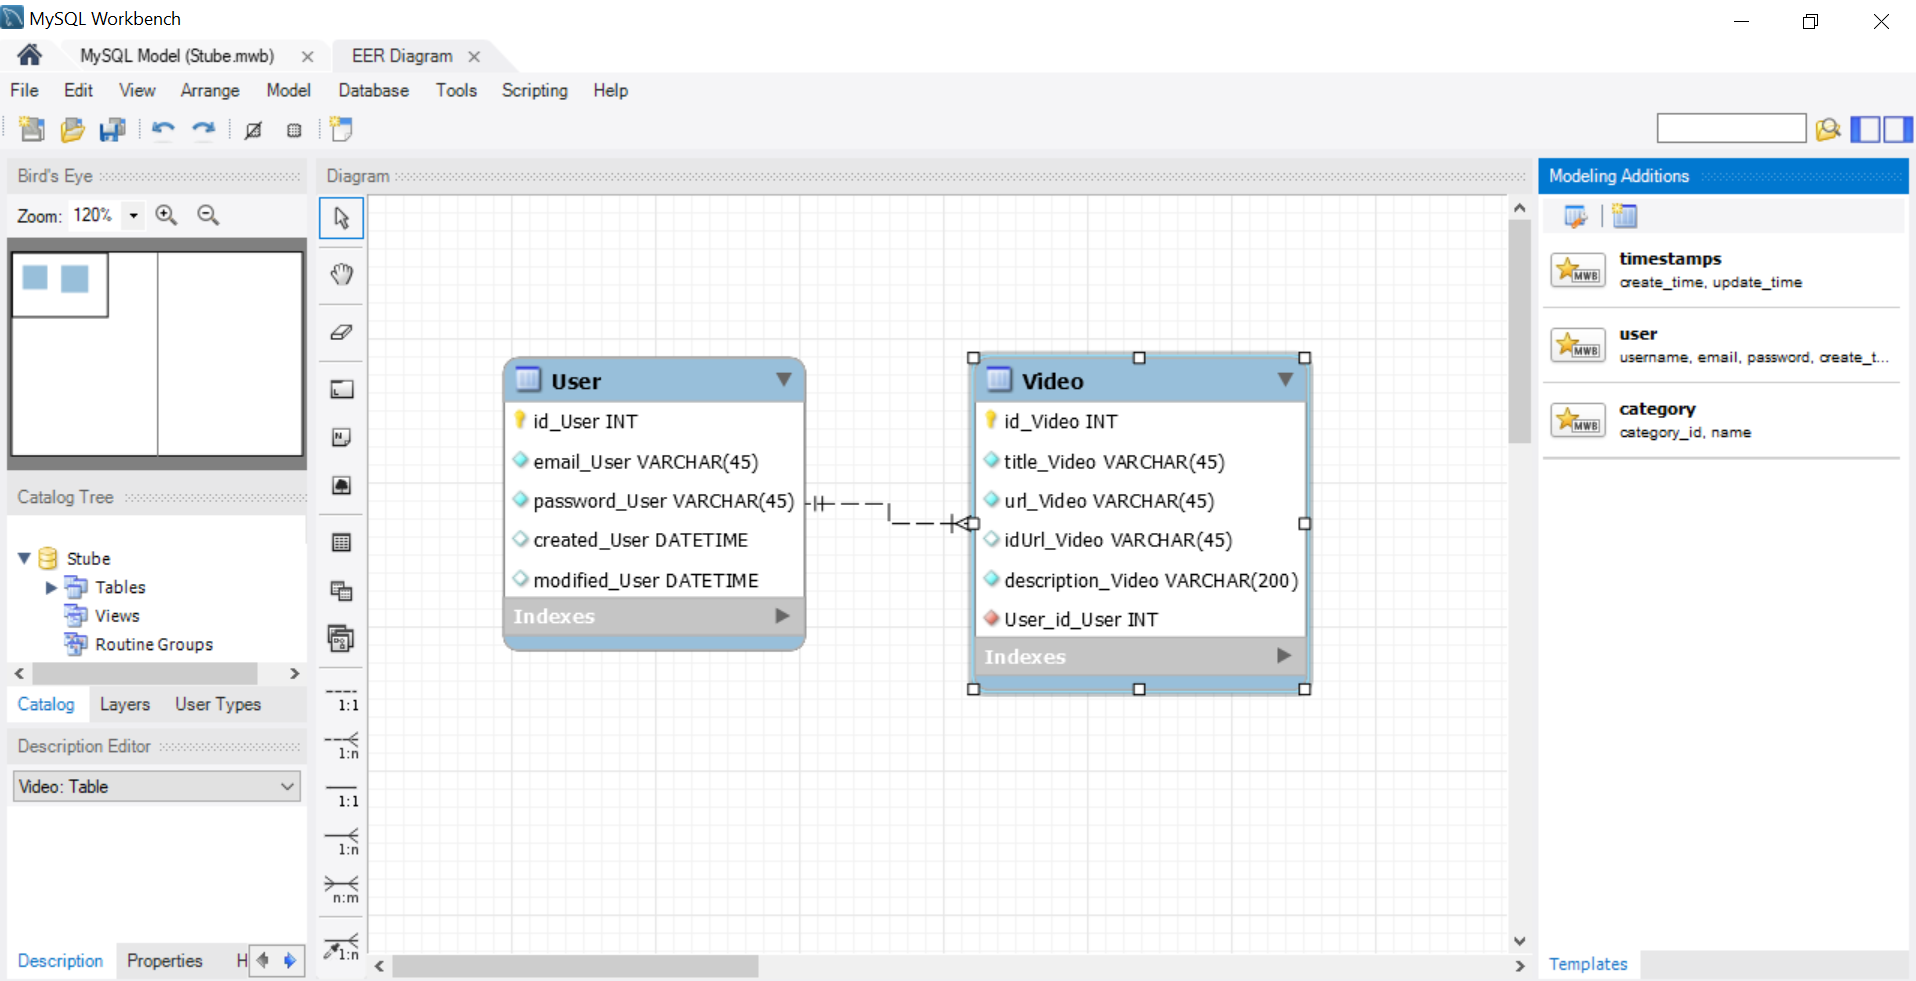 MySQL Workbench
MySQL Model (Stube.mwb)
EER Diagram
File Edit View Arrange Model Database Tools Scripting Help
Bird's Eye
Zoom: 120%
Catalog Tree
Stube
Tables
Views
Routine Groups
Catalog Layers User Types
Description Editor
Video: Table
Description Properties H
Diagram
N
1:1
1:n
1:1
1:n
n:m
1:n
User
id_User INT
email_User VARCHAR(45)
password_User VARCHAR(45)
created_User DATETIME
modified_User DATETIME
Indexes
Video
id_Video INT
title_Video VARCHAR(45)
url_Video VARCHAR(45)
idUrl_Video VARCHAR(45)
description_Video VARCHAR(200)
User_id_User INT
Indexes
Modeling Additions
MWB
timestamps
create_time, update_time
MWB
user
username, email, password, create_t...
MWB
category
category_id, name
Templates